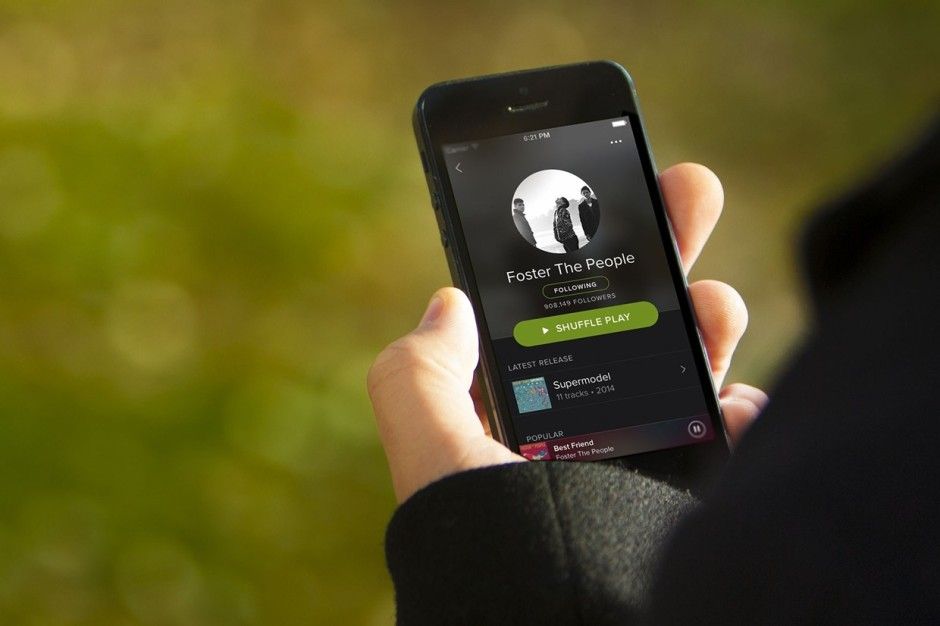 6:21 PM
Foster The People
FOLLOWING
908,149 FOLLOWERS
SHUFFLE PLAY
LATEST RELEASE
Supermodel
11 tracks • 2014
POPULAR
Best Friend
Foster The People